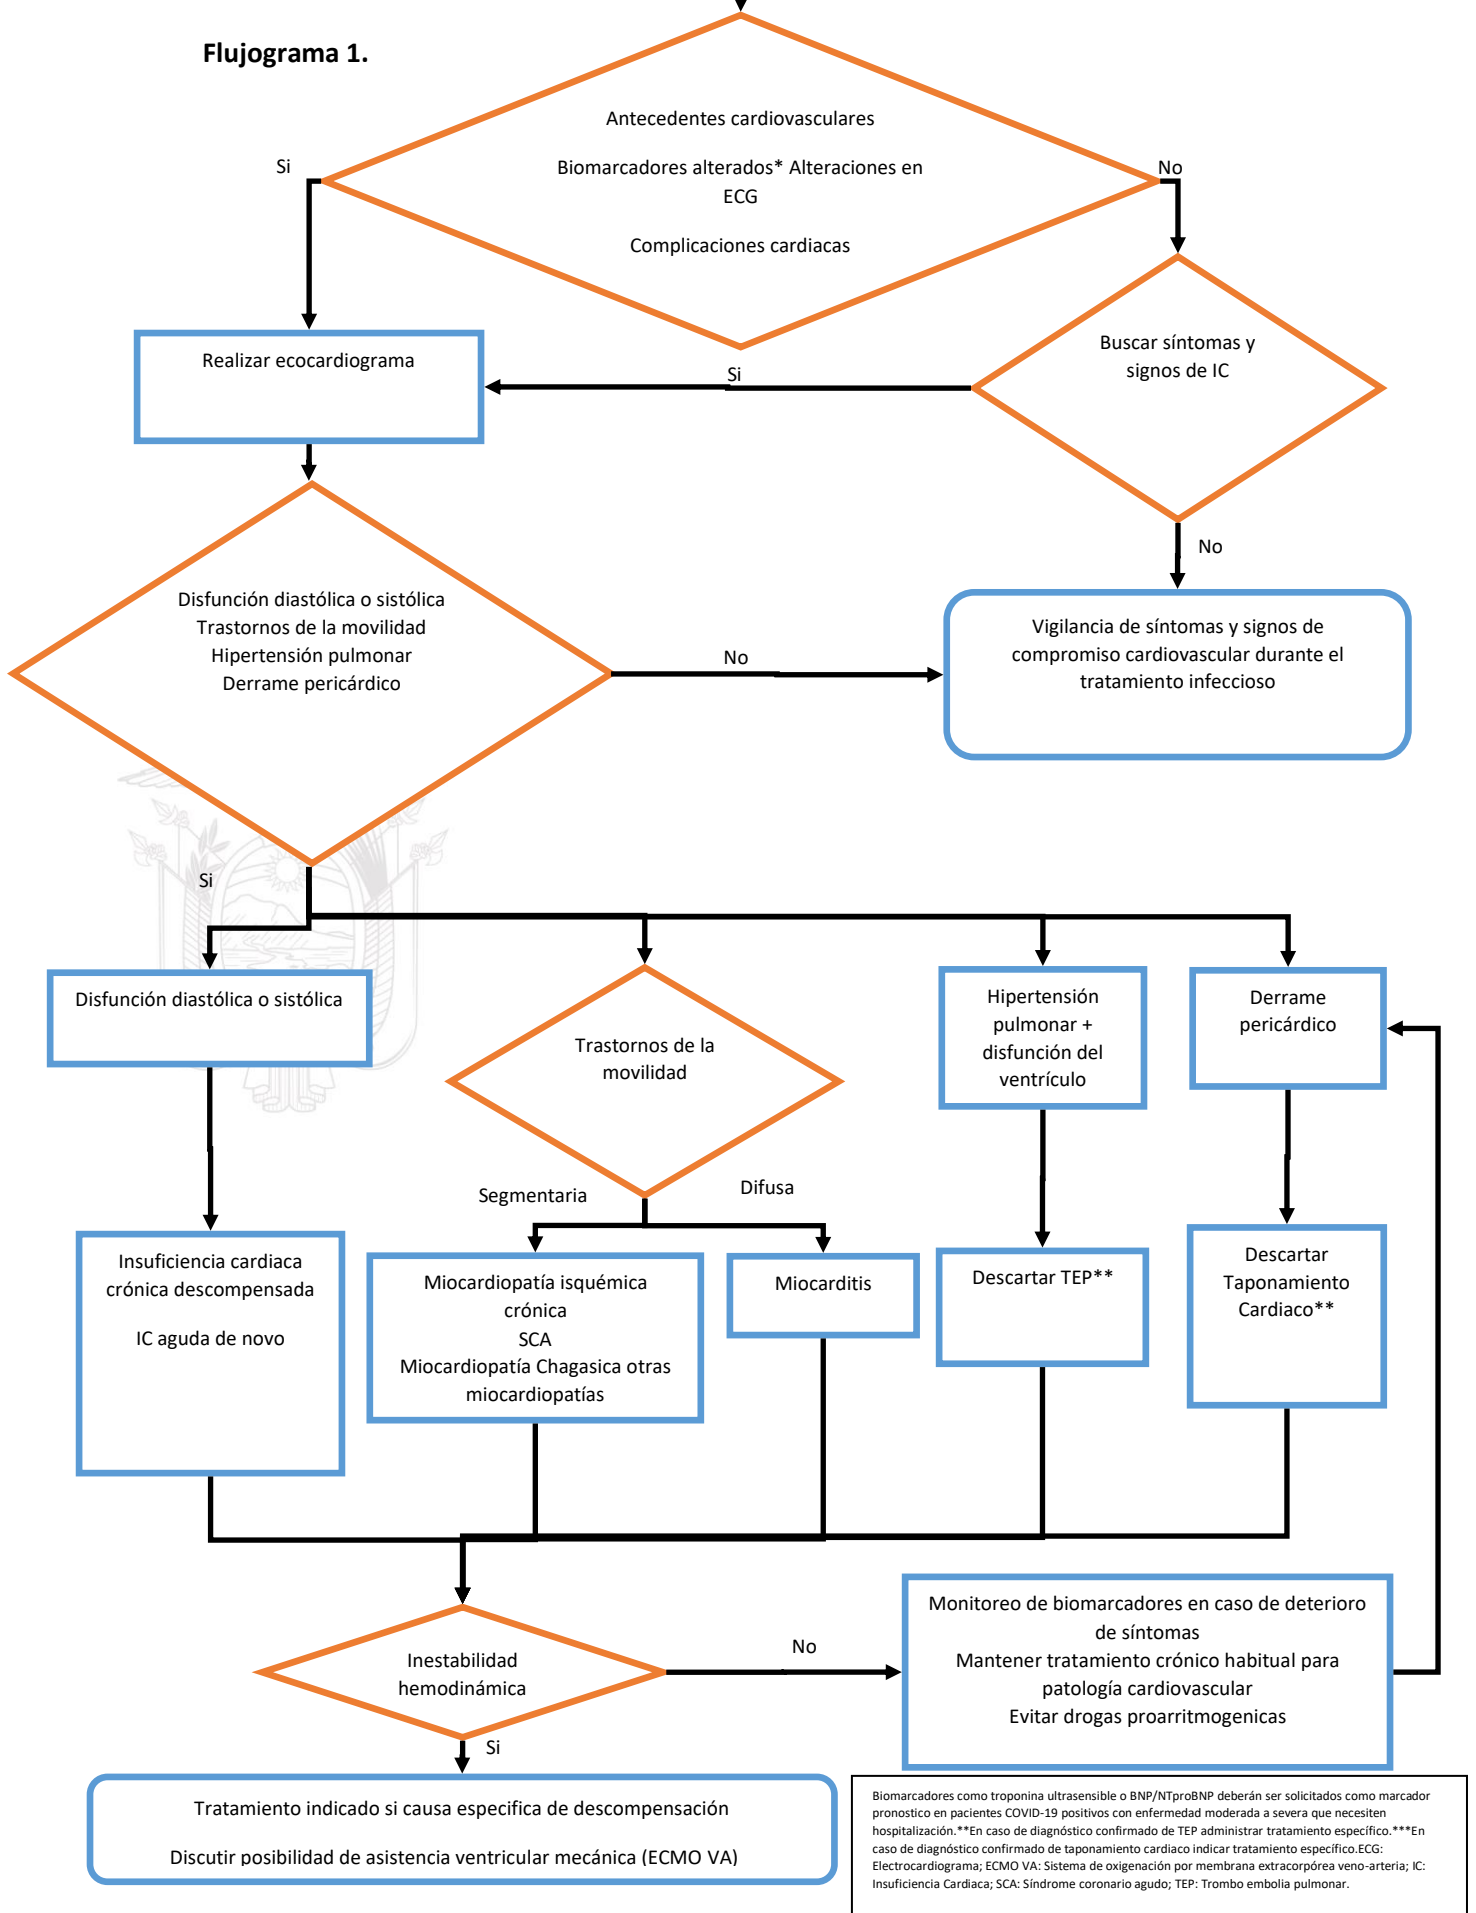 Flujograma 1.
Antecedentes cardiovasculares
Si
Biomarcadores alterados* Alteraciones en
ECG
No
Complicaciones cardiacas
Realizar ecocardiograma
Buscar síntomas y
signos de IC
Si
No
Disfunción diastólica o sistólica
Trastornos de la movilidad
Hipertensión pulmonar
Derrame pericárdico
No
Vigilancia de síntomas y signos de
compromiso cardiovascular durante el
tratamiento infeccioso
Si
Disfunción diastólica o sistólica
Trastornos de la
movilidad
Hipertensión
pulmonar +
disfunción del
ventrículo
Derrame
pericárdico
Segmentaria
Difusa
Insuficiencia cardiaca
crónica descompensada
IC aguda de novo
Miocardiopatía isquémica
crónica
SCA
Miocardiopatía Chagasica otras
miocardiopatías
Miocarditis
Descartar TEP**
Descartar
Taponamiento
Cardiaco**
Inestabilidad
hemodinámica
No
Monitoreo de biomarcadores en caso de deterioro
de síntomas
Mantener tratamiento crónico habitual para
patología cardiovascular
Evitar drogas proarritmogenicas
Si
Tratamiento indicado si causa especifica de descompensación
Discutir posibilidad de asistencia ventricular mecánica (ECMO VA)
Biomarcadores como troponina ultrasensible o BNP/NTproBNP deberán ser solicitados como marcador
pronostico en pacientes COVID-19 positivos con enfermedad moderada a severa que necesiten
hospitalización.**En caso de diagnóstico confirmado de TEP administrar tratamiento específico.***En
caso de diagnóstico confirmado de taponamiento cardiaco indicar tratamiento específico.ECG:
Electrocardiograma; ECMO VA: Sistema de oxigenación por membrana extracorpórea veno-arteria; IC:
Insuficiencia Cardiaca; SCA: Síndrome coronario agudo; TEP: Trombo embolia pulmonar.